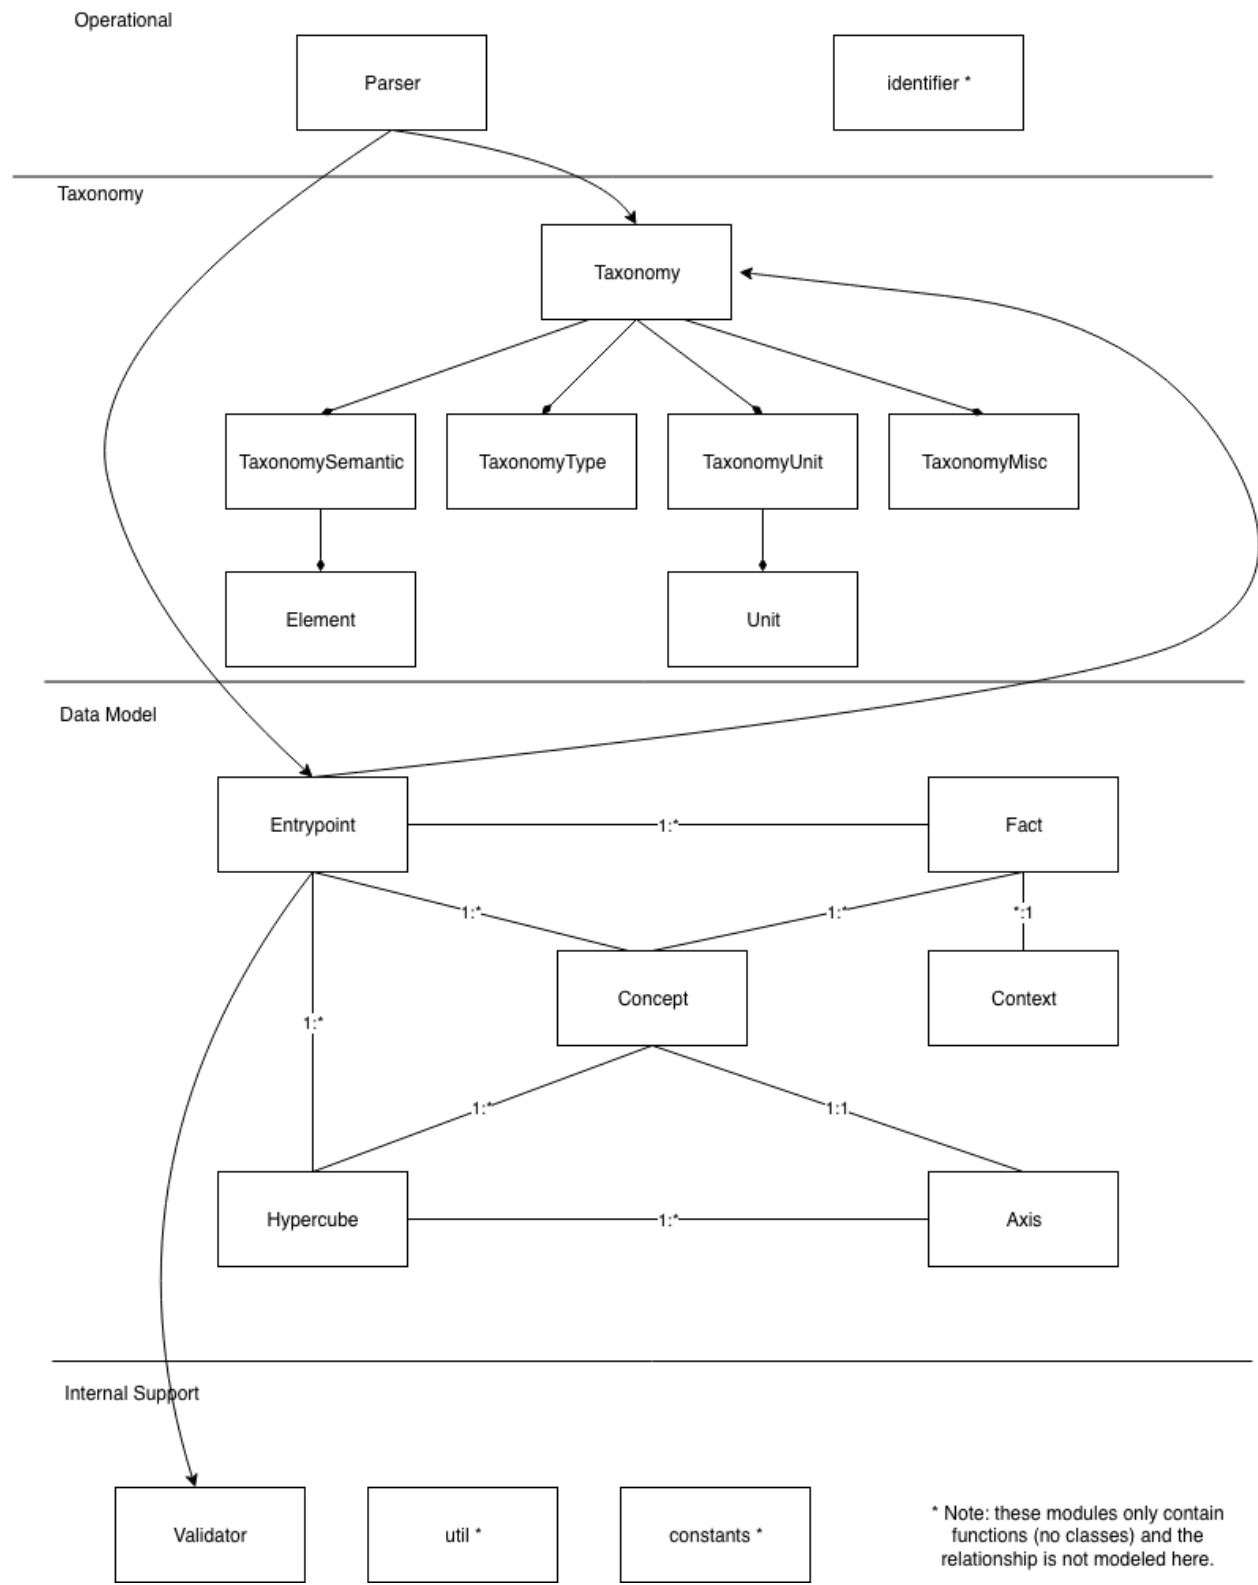 Operational
Parser
identifier *
Taxonomy
Taxonomy
TaxonomySemantic
TaxonomyType
TaxonomyUnit
TaxonomyMisc
Element
Unit
Data Model
Entrypoint
1:*
Fact
1:*
1:*
*:1
Concept
Context
1:*
1:*
1:1
Hypercube
1:*
Axis
Internal Support
Validator
util *
constants *
* Note: these modules only contain
functions (no classes) and the
relationship is not modeled here.